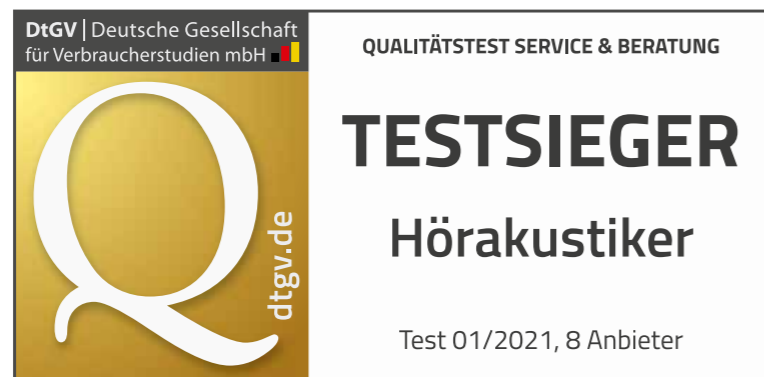 DtGV | Deutsche Gesellschaft
für Verbraucherstudien mbH
Q
dtgv.de
QUALITÄTSTEST SERVICE & BERATUNG
TESTSIEGER
Hörakustiker
Test 01/2021, 8 Anbieter